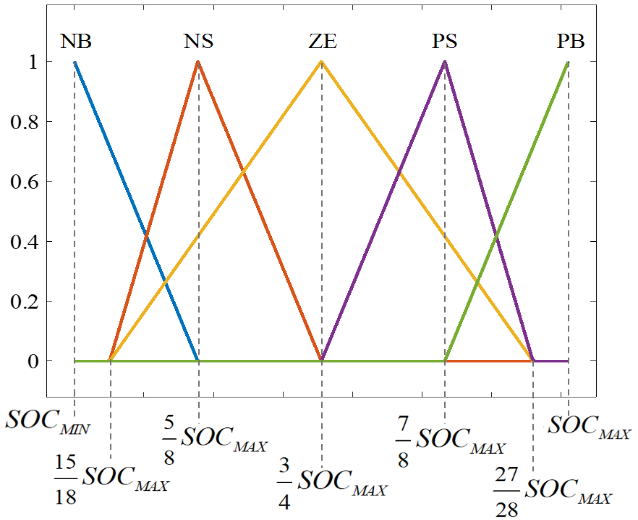 NB NS ZE PS PB
1
0.8
0.6
0.4
0.2
0
SOC_MIN 5/8 SOC_MAX 7/8 SOC_MAX SOC_MAX
15/18 SOC_MAX 3/4 SOC_MAX 27/28 SOC_MAX